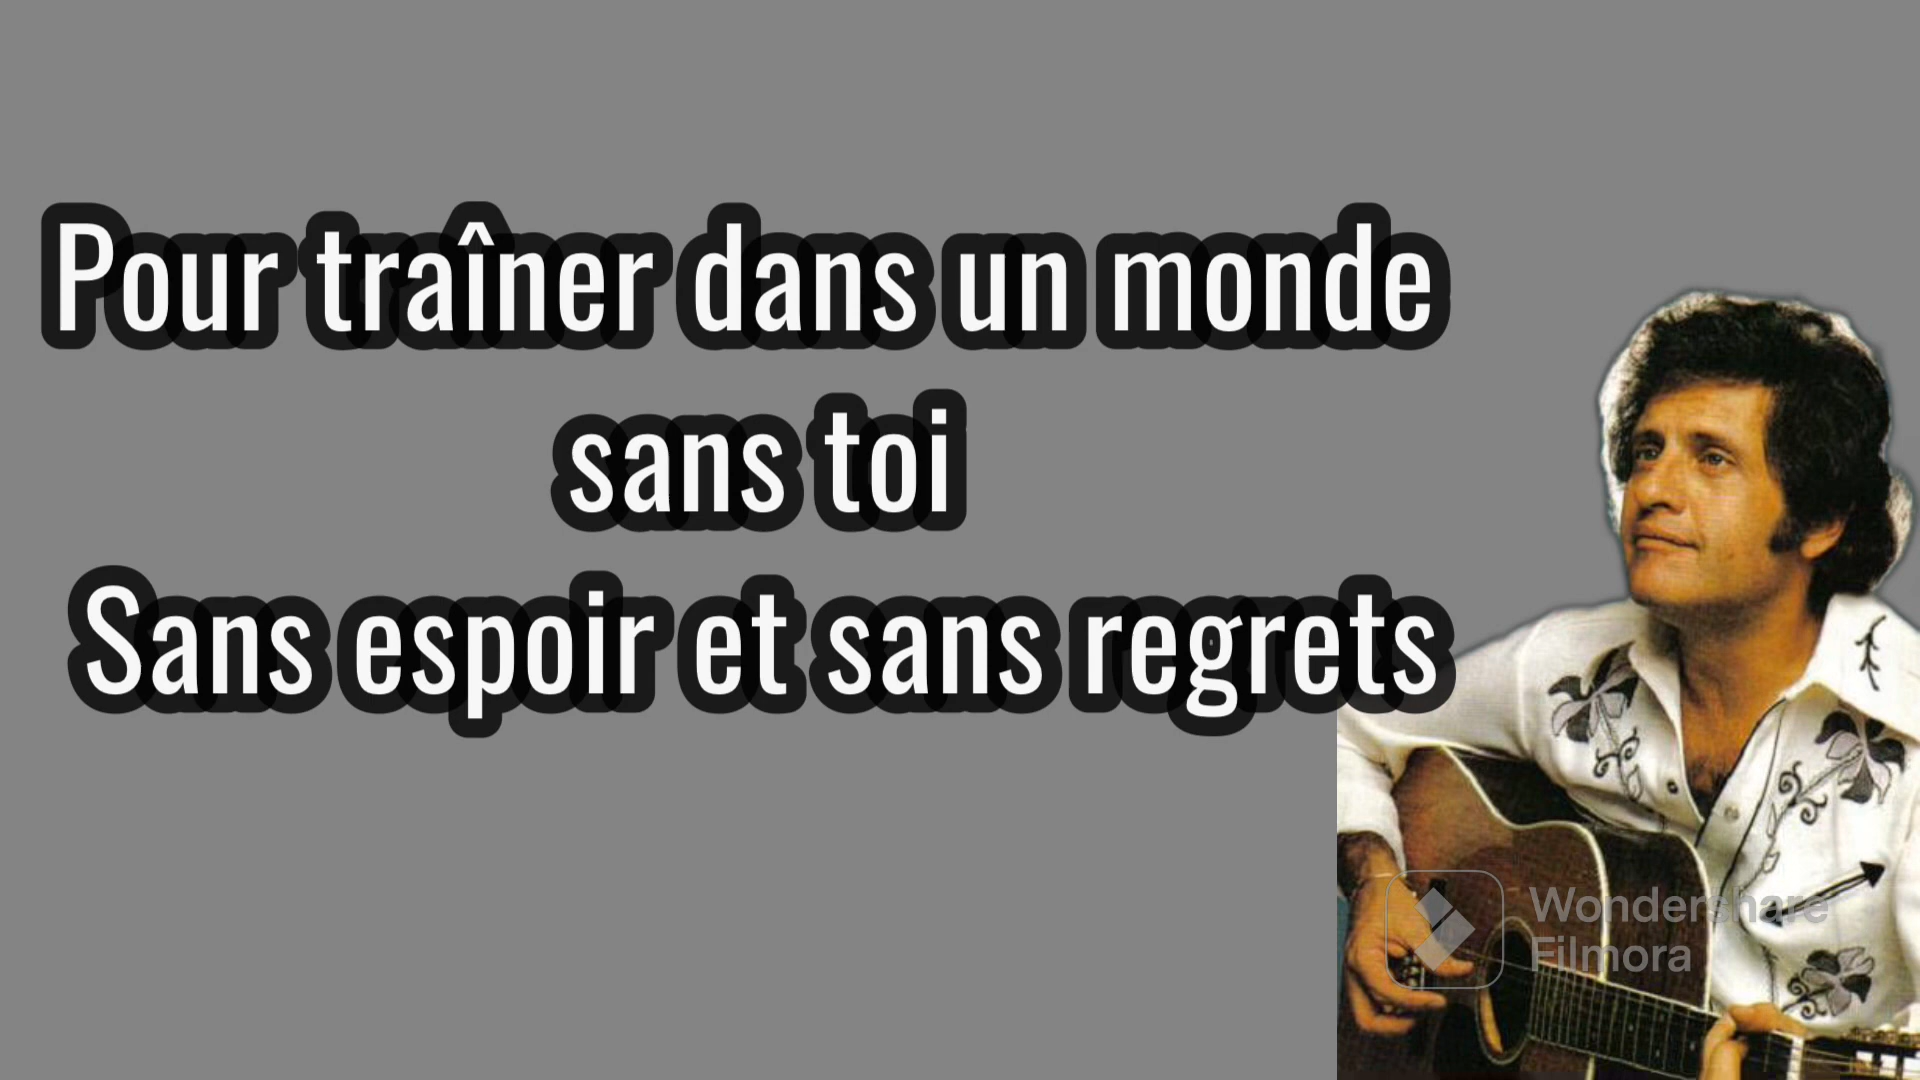 Pour traîner dans un monde
sans toi
Sans espoir et sans regrets
Wondershare
Filmora